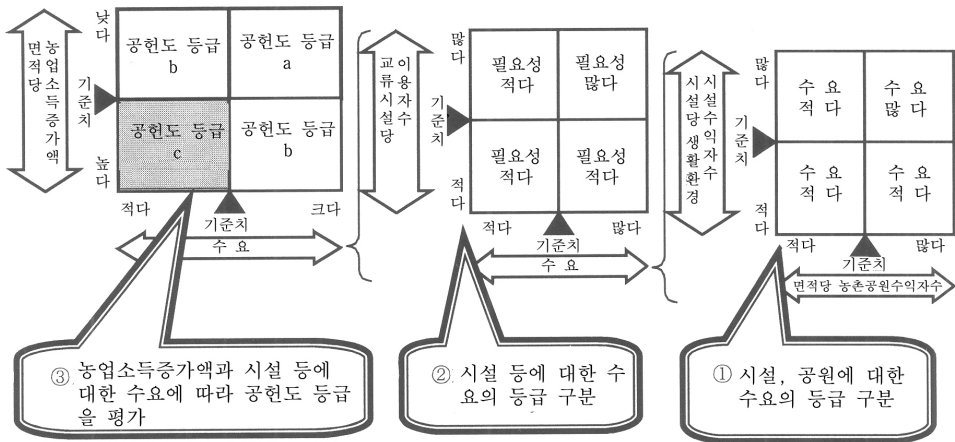 면적당
농업소득증가액
낮다
기준치
높다
공헌도 등급
b
공헌도 등급
a
공헌도 등급
c
공헌도 등급
b
적다
기준치
크다
수 요
③ 농업소득증가액과 시설 등에
대한 수요에 따라 공헌도 등급
을 평가
교류시설당
이용자수
많다
기준치
적다
필요성
적다
필요성
많다
필요성
적다
필요성
적다
적다
기준치
많다
수 요
② 시설 등에 대한 수
요의 등급 구분
시설당 생활환경
시설수익자수
많다
기준치
적다
수 요
적 다
수 요
많 다
수 요
적 다
수 요
적 다
적다
기준치
많다
면적당 농촌공원수익자수
① 시설, 공원에 대한
수요의 등급 구분